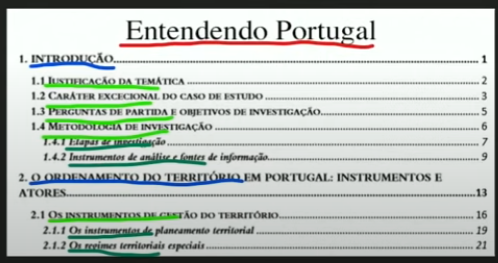 Entendendo Portugal
1. INTRODUÇÃO.......................................................... 1
1.1 JUSTIFICAÇÃO DA TEMÁTICA .......................................................... 2
1.2 CARÁTER EXCECIONAL DO CASO DE ESTUDO .......................................................... 3
1.3 PERGUNTAS DE PARTIDA E OBJETIVOS DE INVESTIGAÇÃO.......................................................... 5
1.4 METODOLOGIA DE INVESTIGAÇÃO .......................................................... 6
1.4.1 Etapas de investigação .......................................................... 7
1.4.2 Instrumentos de análise e fontes de informação.......................................................... 9
2. O ORDENAMENTO DO TERRITÓRIO EM PORTUGAL: INSTRUMENTOS E
ATORES..........................................................13
2.1 OS INSTRUMENTOS DE GESTÃO DO TERRITÓRIO.......................................................... 16
2.1.1 Os instrumentos de planeamento territorial .......................................................... 19
2.1.2 Os regimes territoriais especiais .......................................................... 21